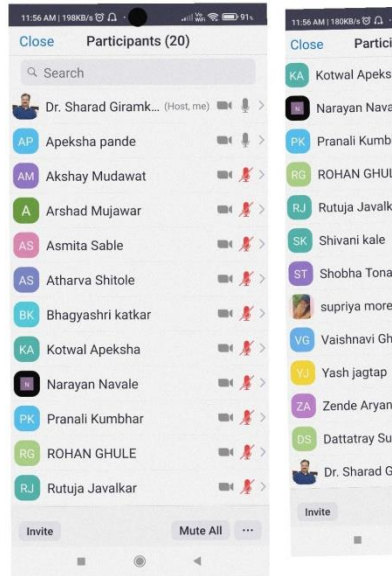 11:56 AM | 198KB/s
91%
Close Participants (20)
Search
Dr. Sharad Giramk... (Host, me)
AP Apeksha pande
AM Akshay Mudawat
A Arshad Mujawar
AS Asmita Sable
AS Atharva Shitole
BK Bhagyashri katkar
KA Kotwal Apeksha
N Narayan Navale
PK Pranali Kumbhar
RG ROHAN GHULE
RJ Rutuja Javalkar
Invite Mute All ...
11:56 AM | 180KB/s
Close Partici
KA Kotwal Apeks
N Narayan Nava
PK Pranali Kumb
RG ROHAN GHUL
RJ Rutuja Javalk
SK Shivani kale
ST Shobha Tona
supriya more
VG Vaishnavi Gh
YJ Yash jagtap
ZA Zende Aryan
DS Dattatray Su
Dr. Sharad G
Invite